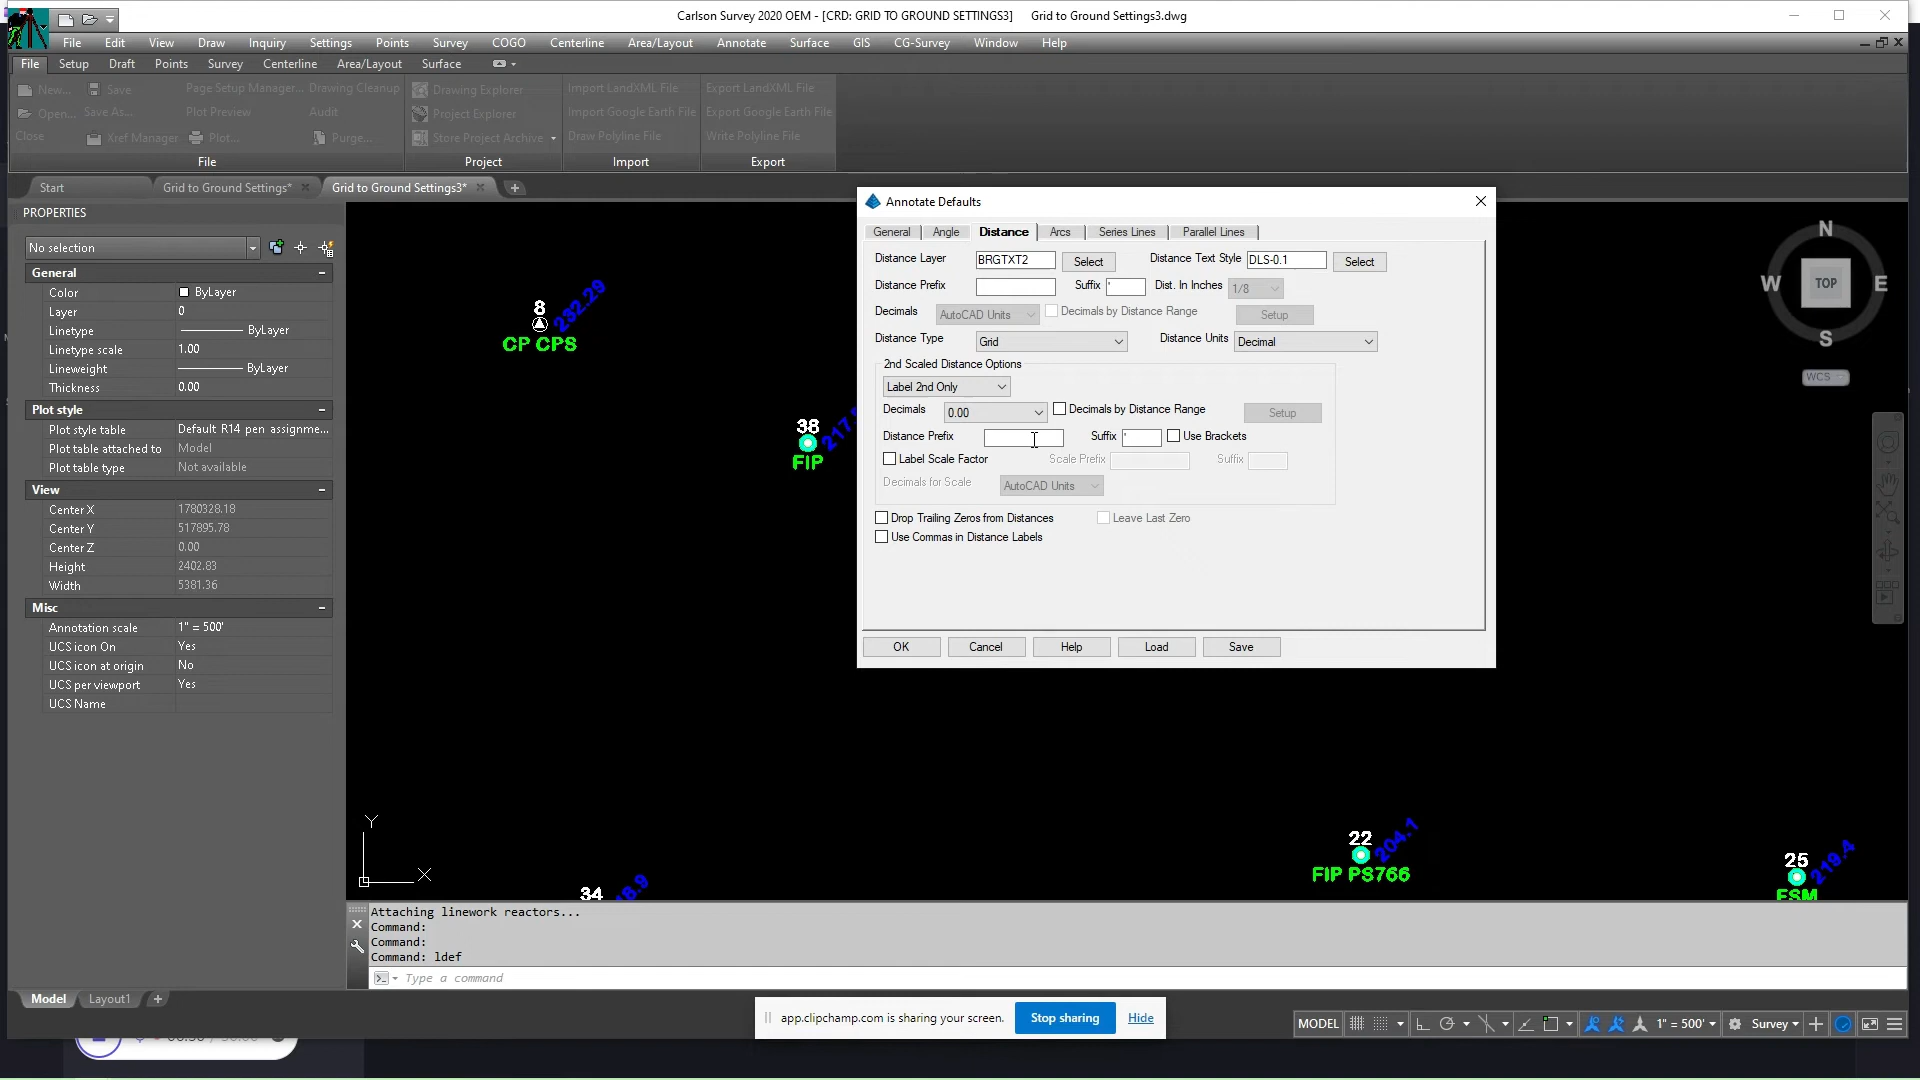 Carlson Survey 2020 OEM - [CRD: GRID TO GROUND SETTINGS3] Grid to Ground Settings3.dwg
File Edit View Draw Inquiry Settings Points Survey COGO Centerline Area/Layout Annotate Surface GIS CG-Survey Window Help
File Setup Draft Points Survey Centerline Area/Layout Surface
New... Save Page Setup Manager... Drawing Cleanup Drawing Explorer Import LandXML File Export LandXML File
Open... Save As... Plot Preview Audit Project Explorer Import Google Earth File Export Google Earth File
Close Xref Manager Plot... Purge... Store Project Archive Draw Polyline File Write Polyline File
File Project Import Export
Start Grid to Ground Settings* Grid to Ground Settings3*
PROPERTIES
No selection
General
Color ByLayer
Layer 0
Linetype ByLayer
Linetype scale 1.00
Lineweight ByLayer
Thickness 0.00
Plot style
Plot style table Default R14 pen assignme...
Plot table attached to Model
Plot table type Not available
View
Center X 1780328.18
Center Y 517895.78
Center Z 0.00
Height 2402.83
Width 5381.36
Misc
Annotation scale 1" = 500'
UCS icon On Yes
UCS icon at origin No
UCS per viewport Yes
UCS Name
8
232.29
CP CPS
38
FIP
Annotate Defaults
General Angle Distance Arcs Series Lines Parallel Lines
Distance Layer BRGTXT2 Select Distance Text Style DLS-0.1 Select
Distance Prefix Suffix ' Dist. In Inches 1/8
Decimals AutoCAD Units Decimals by Distance Range Setup
Distance Type Grid Distance Units Decimal
2nd Scaled Distance Options
Label 2nd Only
Decimals 0.00 Decimals by Distance Range Setup
Distance Prefix Suffix ' Use Brackets
Label Scale Factor Scale Prefix Suffix
Decimals for Scale AutoCAD Units
Drop Trailing Zeros from Distances Leave Last Zero
Use Commas in Distance Labels
OK Cancel Help Load Save
N
W TOP E
S
WCS
22
204.1
FIP PS766
25
219.4
FSM
34
Y
X
Attaching linework reactors...
Command:
Command:
Command: ldef
Type a command
Model Layout1
app.clipchamp.com is sharing your screen. Stop sharing Hide
MODEL 1" = 500' Survey